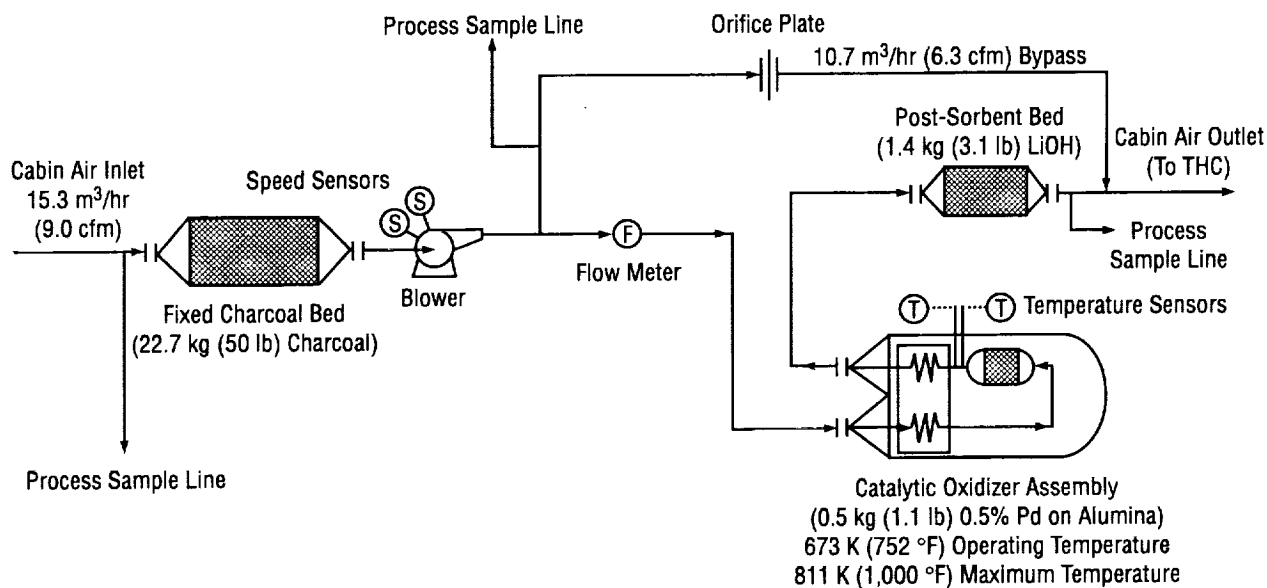 Process Sample Line
Orifice Plate
10.7 m³/hr (6.3 cfm) Bypass
Post-Sorbent Bed
(1.4 kg (3.1 lb) LiOH)
Cabin Air Outlet
(To THC)
Cabin Air Inlet
15.3 m³/hr
(9.0 cfm)
Speed Sensors
S
S
F
Flow Meter
Blower
Process
Sample Line
Fixed Charcoal Bed
(22.7 kg (50 lb) Charcoal)
T
T
Temperature Sensors
Process Sample Line
Catalytic Oxidizer Assembly
(0.5 kg (1.1 lb) 0.5% Pd on Alumina)
673 K (752 °F) Operating Temperature
811 K (1,000 °F) Maximum Temperature